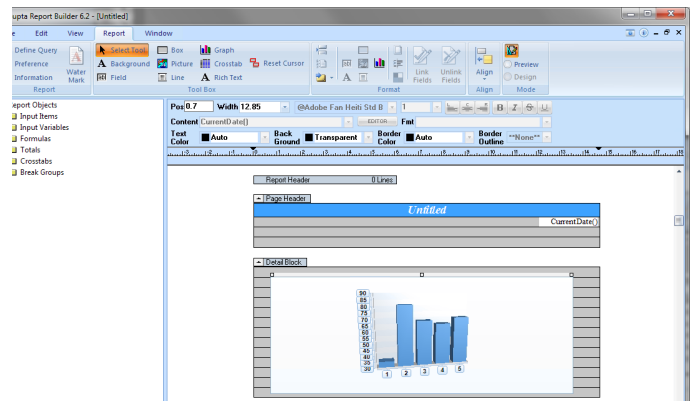 upta Report Builder 6.2 - [Untitled]
e Edit View Report Window
Define Query
Preference
Information
Water Mark
Report
Select Tool Box Graph
A Background Picture Crosstab Reset Cursor
Field Line A Rich Text
Tool Box
A
Link Fields
Unlink Fields
Format
Align
Align
Preview
Design
Mode
eport Objects
Input Items
Input Variables
Formulas
Totals
Crosstabs
Break Groups
Pos 0.7 Width 12.85 @Adobe Fan Heiti Std B 1 B I S U
Content CurrentDate() EDITOR Fmt
Text Color Auto Back Ground Transparent Border Color Auto Border Outline **None**
Report Header 0 Lines
Page Header
Untitled
CurrentDate()
Detail Block
90
85
80
75
70
65
60
55
50
45
40
35
30
1 2 3 4 5